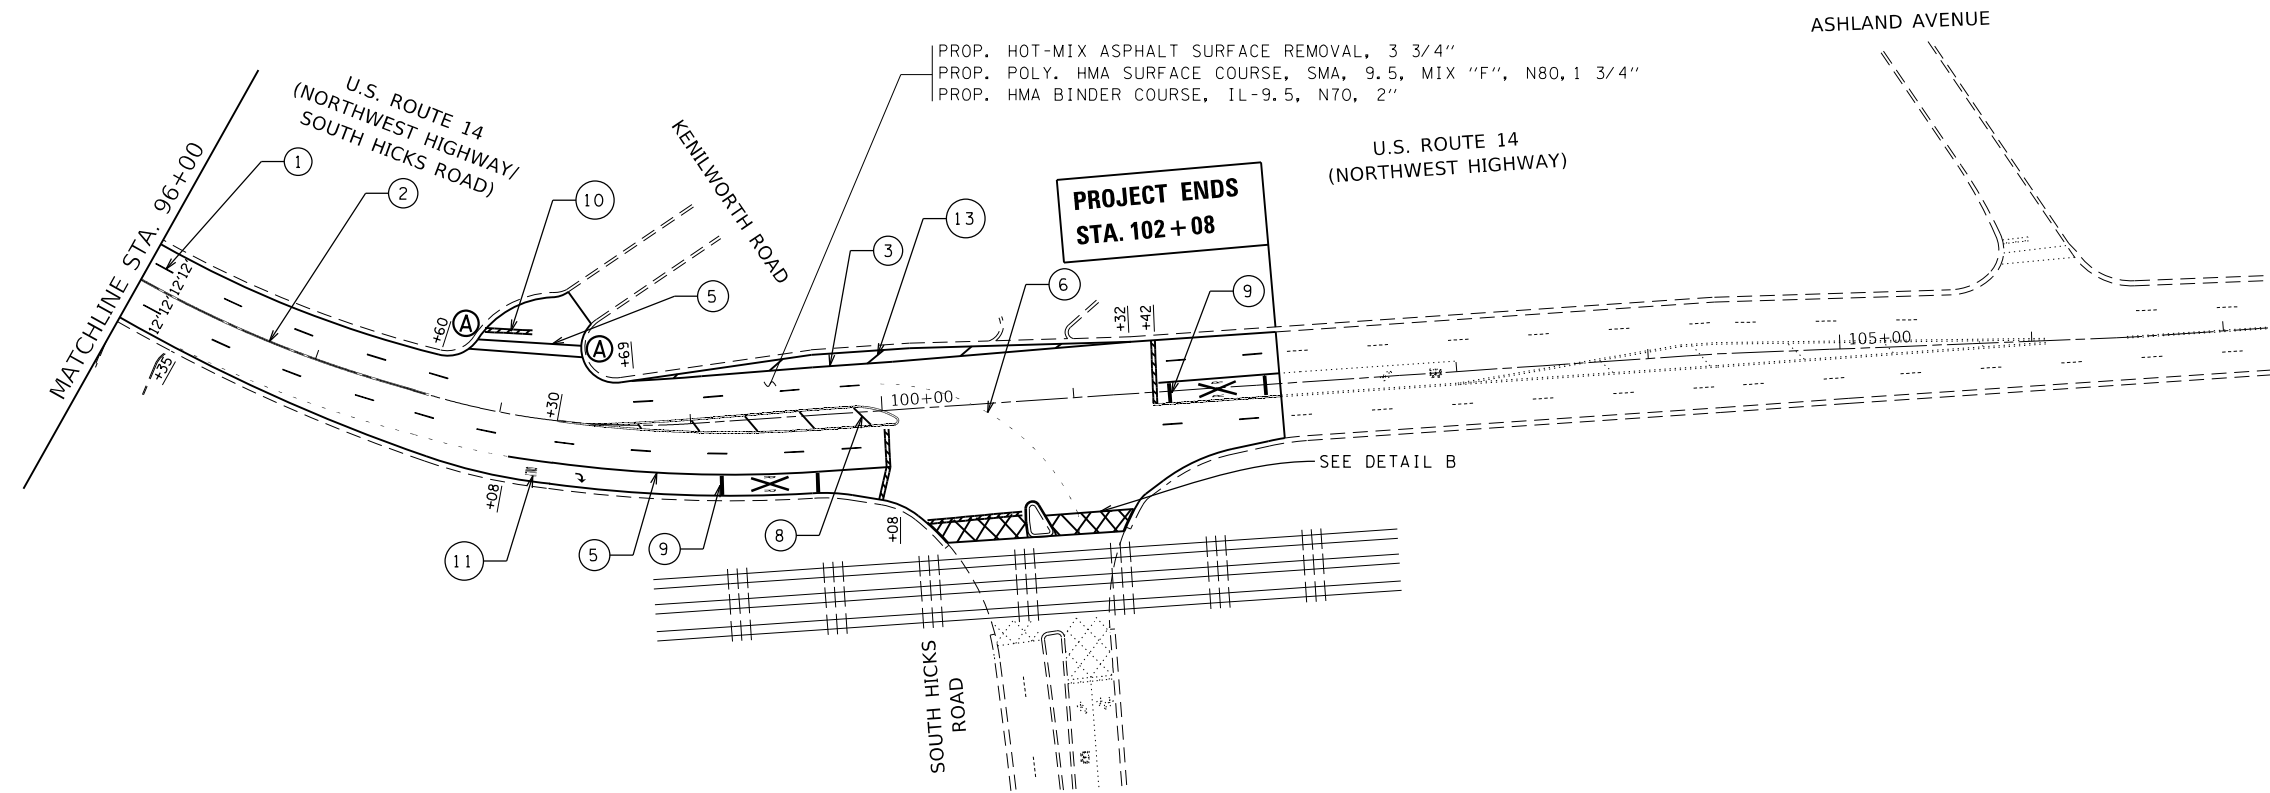 ASHLAND AVENUE
PROP. HOT-MIX ASPHALT SURFACE REMOVAL, 3 3/4"
PROP. POLY. HMA SURFACE COURSE, SMA, 9.5, MIX "F", N80, 1 3/4"
PROP. HMA BINDER COURSE, IL-9.5, N70, 2"
U.S. ROUTE 14
(NORTHWEST HIGHWAY/
SOUTH HICKS ROAD)
KENILWORTH ROAD
U.S. ROUTE 14
(NORTHWEST HIGHWAY)
MATCHLINE STA. 96+00
1
2
10
13
3
5
6
9
PROJECT ENDS
STA. 102+08
12' 12' 12' 12'
+35
+60
A
A
+69
+32
+42
105+00
+30
100+00
SEE DETAIL B
+08
+08
11
5
9
8
SOUTH HICKS
ROAD